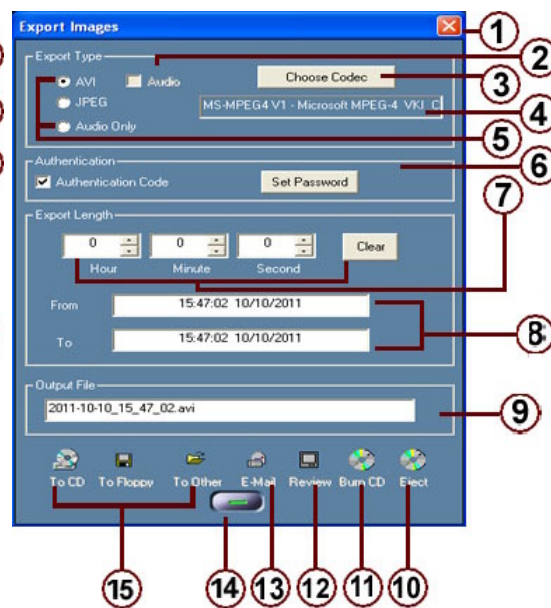 Export Images
1
Export Type
2
AVI Audio Choose Codec
3
JPEG MS-MPEG4 V1 - Microsoft MPEG-4 VKI C
4
Audio Only
5
Authentication
6
Authentication Code Set Password
7
Export Length
0 0 0 Clear
Hour Minute Second
From 15:47:02 10/10/2011
8
To 15:47:02 10/10/2011
Output File
2011-10-10_15_47_02.avi
9
To CD To Floppy To Other E-Mail Review Burn CD Eject
15 14 13 12 11 10